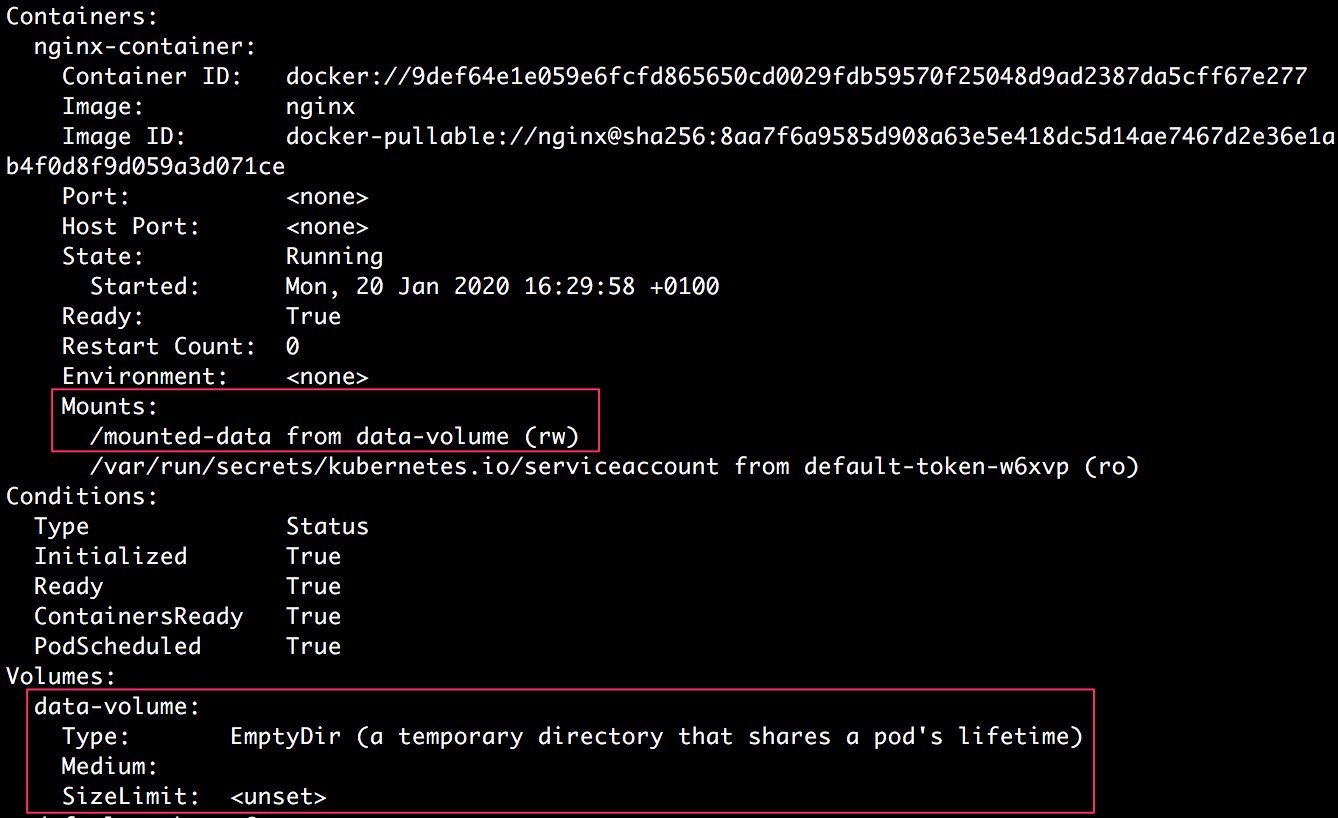 Containers:
  nginx-container:
    Container ID:   docker://9def64e1e059e6fcfd865650cd0029fdb59570f25048d9ad2387da5cff67e277
    Image:          nginx
    Image ID:       docker-pullable://nginx@sha256:8aa7f6a9585d908a63e5e418dc5d14ae7467d2e36e1a
b4f0d8f9d059a3d071ce
    Port:           <none>
    Host Port:      <none>
    State:          Running
      Started:      Mon, 20 Jan 2020 16:29:58 +0100
    Ready:          True
    Restart Count:  0
    Environment:    <none>
    Mounts:
      /mounted-data from data-volume (rw)
      /var/run/secrets/kubernetes.io/serviceaccount from default-token-w6xvp (ro)
Conditions:
  Type              Status
  Initialized       True
  Ready             True
  ContainersReady   True
  PodScheduled      True
Volumes:
  data-volume:
    Type:       EmptyDir (a temporary directory that shares a pod's lifetime)
    Medium:
    SizeLimit:  <unset>